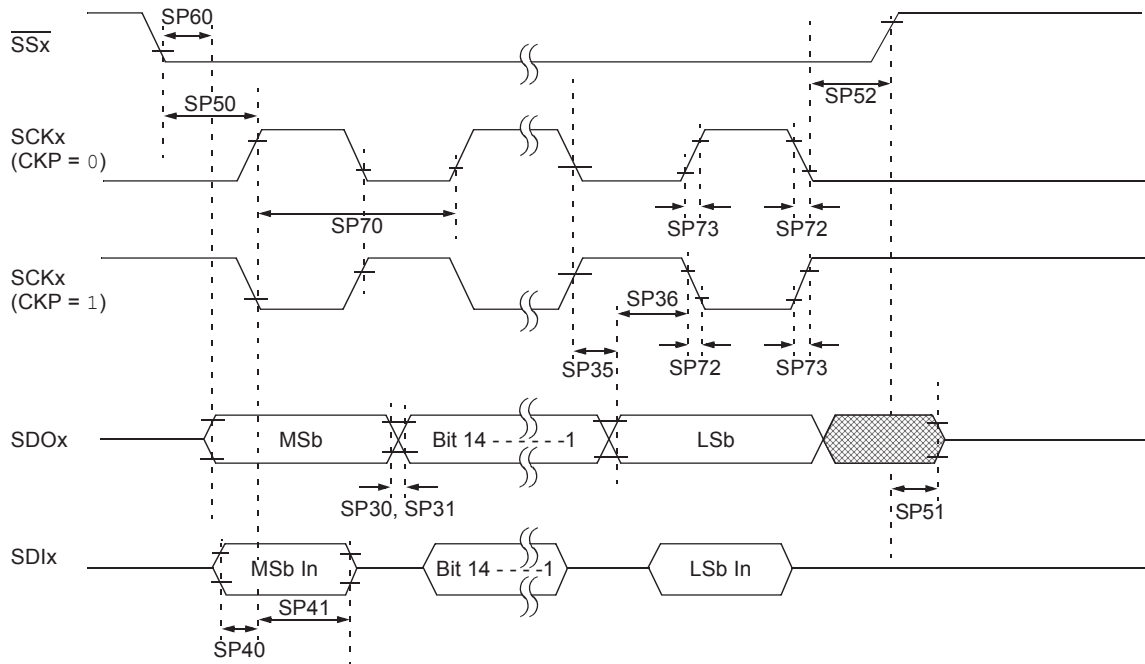 SP60
SSx
SP50
SP52
SCKx
(CKP = 0)
SP70
SP73
SP72
SCKx
(CKP = 1)
SP36
SP35
SP72
SP73
SDOx
MSb
Bit 14 - - - - - -1
LSb
SP30, SP31
SP51
SDIx
MSb In
Bit 14 - - - -1
LSb In
SP41
SP40